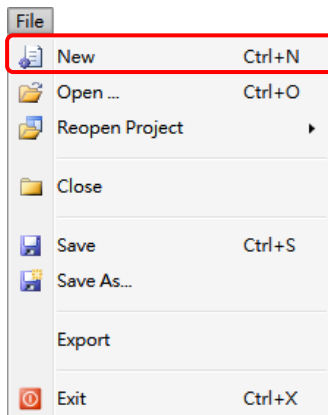 File
New Ctrl+N
Open ... Ctrl+O
Reopen Project
Close
Save Ctrl+S
Save As...
Export
Exit Ctrl+X